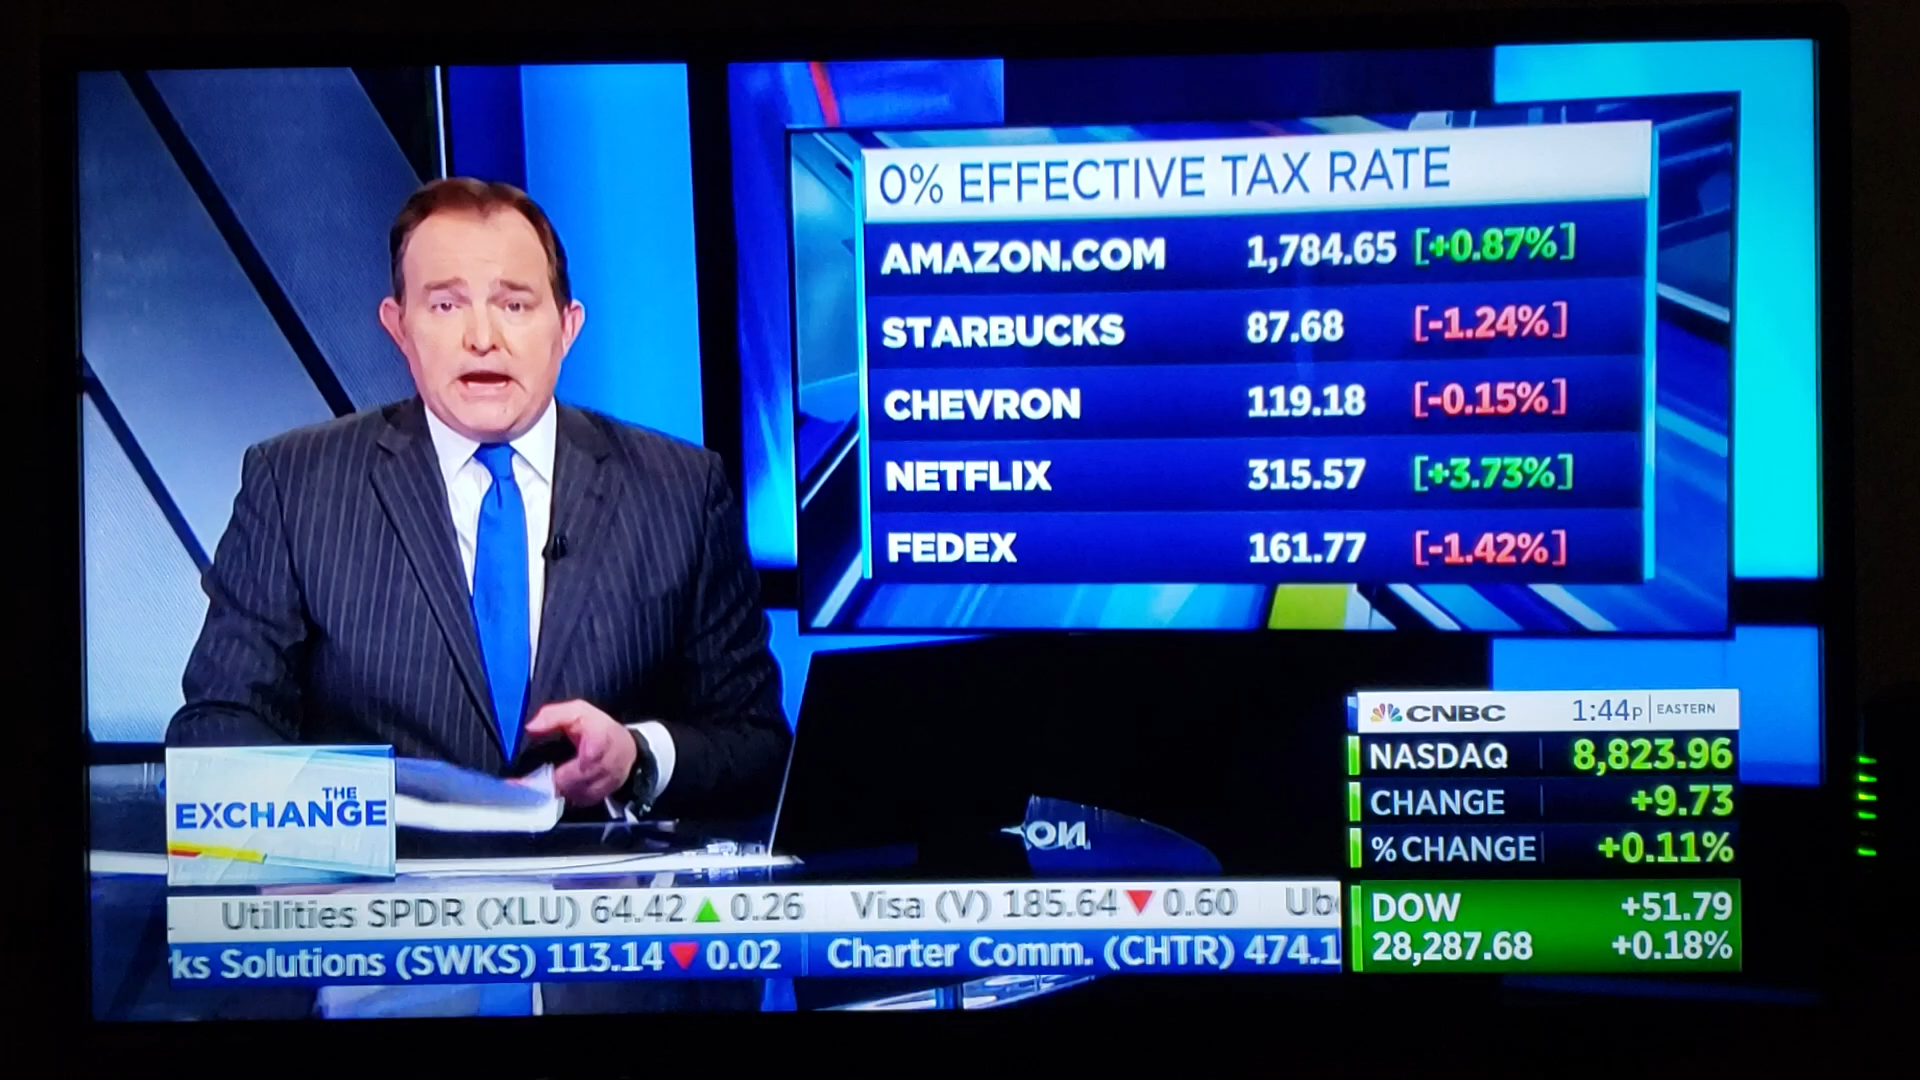 0% EFFECTIVE TAX RATE
AMAZON.COM 1,784.65 [+0.87%]
STARBUCKS 87.68 [-1.24%]
CHEVRON 119.18 [-0.15%]
NETFLIX 315.57 [+3.73%]
FEDEX 161.77 [-1.42%]
CNBC 1:44P EASTERN
NASDAQ 8,823.96
CHANGE +9.73
% CHANGE +0.11%
DOW +51.79
28,287.68 +0.18%
THE
EXCHANGE
Utilities SPDR (XLU) 64.42 ▲ 0.26 Visa (V) 185.64 ▼ 0.60 Ub
ks Solutions (SWKS) 113.14 ▼ 0.02 Charter Comm. (CHTR) 474.1